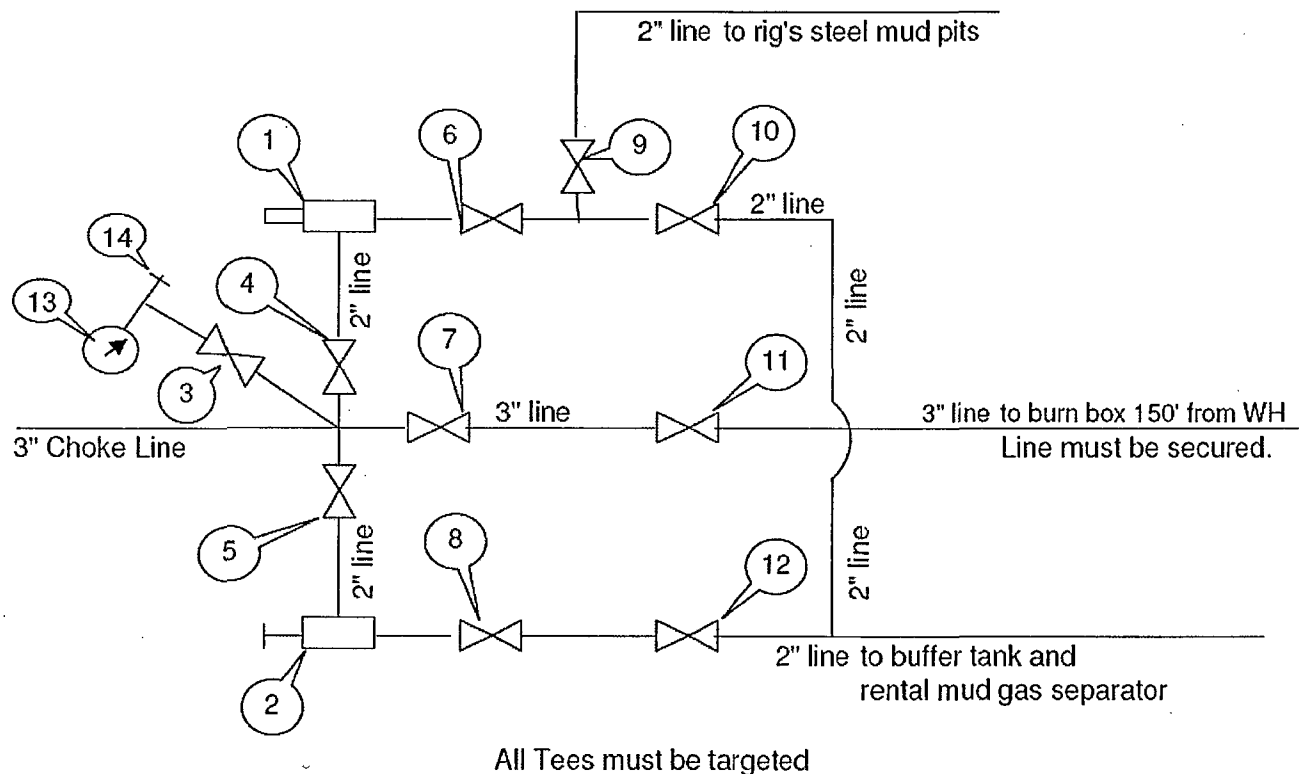 2" line to rig's steel mud pits
1
6
9
10
2" line
14
13
4
2" line
2" line
3
7
11
3" line
3" line to burn box 150' from WH
3" Choke Line
Line must be secured.
5
2" line
8
12
2" line
2
2" line to buffer tank and
rental mud gas separator
All Tees must be targeted